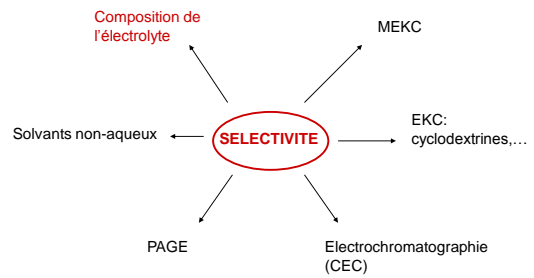 Composition de
l'électrolyte
MEKC
Solvants non-aqueux
SELECTIVITE
EKC:
cyclodextrines,…
PAGE
Electrochromatographie
(CEC)